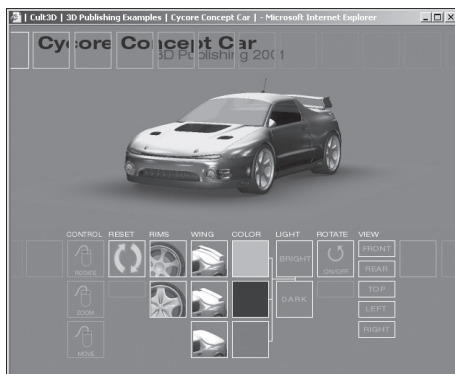 Cult3D | 3D Publishing Examples | Cycore Concept Car | - Microsoft Internet Explorer
Cycore Concept Car
3D Publishing 2001
CONTROL RESET RIMS WING COLOR LIGHT ROTATE VIEW
ROTATE
BRIGHT
ON/OFF
FRONT
REAR
ZOOM
DARK
TOP
LEFT
MOVE
RIGHT